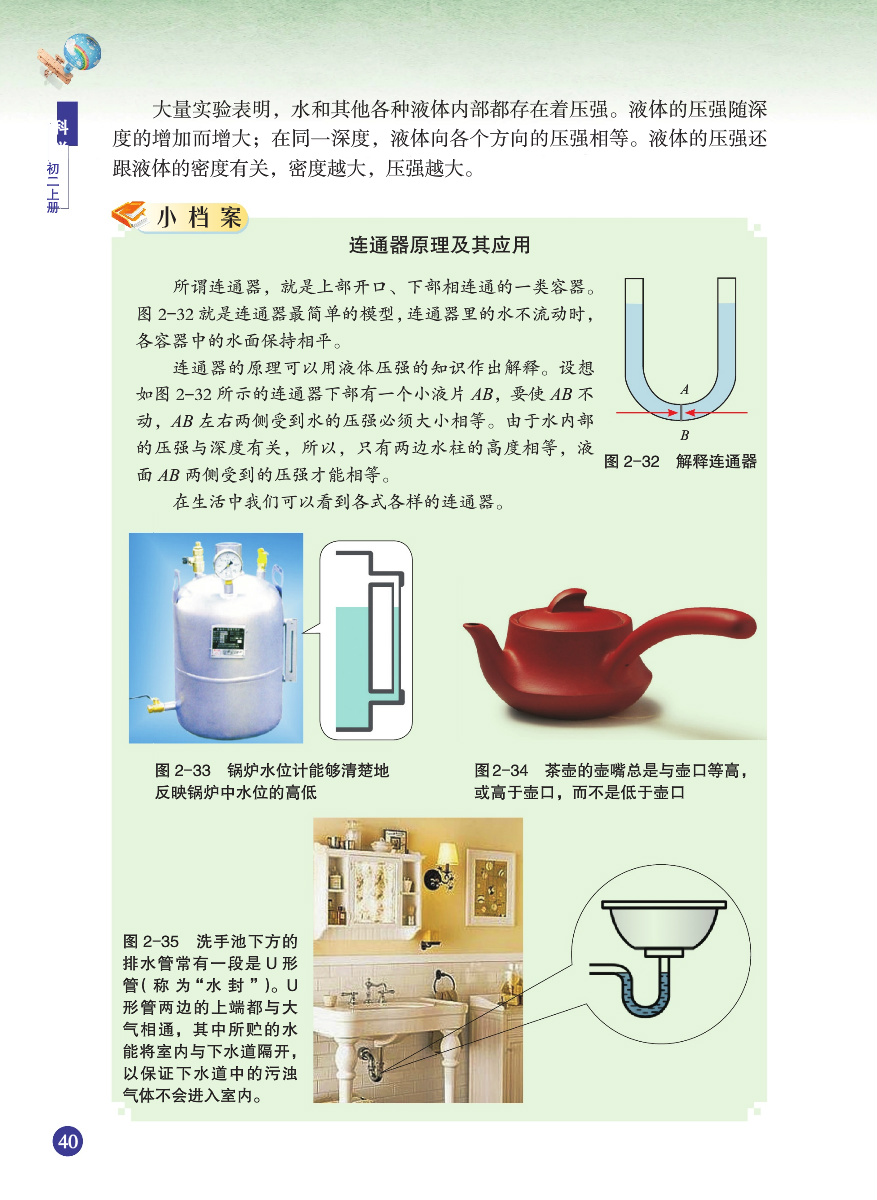 科
初二上册
大量实验表明，水和其他各种液体内部都存在着压强。液体的压强随深
度的增加而增大；在同一深度，液体向各个方向的压强相等。液体的压强还
跟液体的密度有关，密度越大，压强越大。
小档案
连通器原理及其应用
所谓连通器，就是上部开口、下部相连通的一类容器。
图 2-32 就是连通器最简单的模型，连通器里的水不流动时，
各容器中的水面保持相平。
连通器的原理可以用液体压强的知识作出解释。设想
如图 2-32 所示的连通器下部有一个小液片 AB，要使 AB 不
动，AB 左右两侧受到水的压强必须大小相等。由于水内部
的压强与深度有关，所以，只有两边水柱的高度相等，液
面 AB 两侧受到的压强才能相等。
在生活中我们可以看到各式各样的连通器。
A
B
图 2-32 解释连通器
图 2-33 锅炉水位计能够清楚地
反映锅炉中水位的高低
图2-34 茶壶的壶嘴总是与壶口等高，
或高于壶口，而不是低于壶口
图 2-35 洗手池下方的
排水管常有一段是 U 形
管（称为“水封”）。U
形管两边的上端都与大
气相通，其中所贮的水
能将室内与下水道隔开，
以保证下水道中的污浊
气体不会进入室内。
40